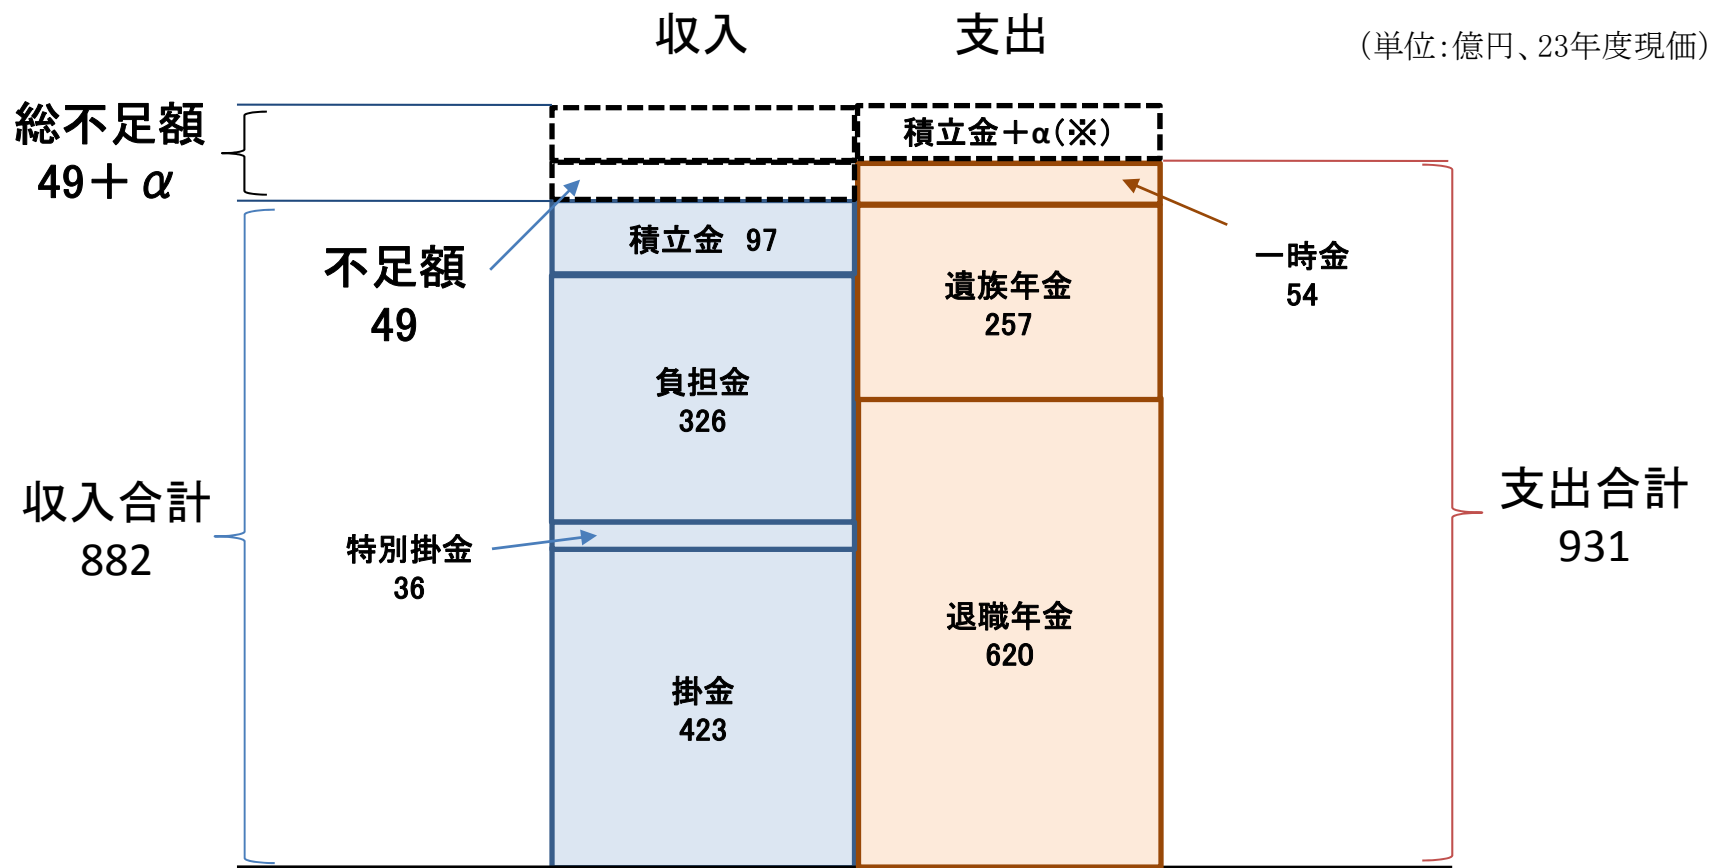 収入
支出
（単位：億円、23年度現価）
総不足額
49＋α
積立金＋α（※）
積立金 97
不足額
49
一時金
54
遺族年金
257
負担金
326
収入合計
882
支出合計
931
特別掛金
36
退職年金
620
掛金
423